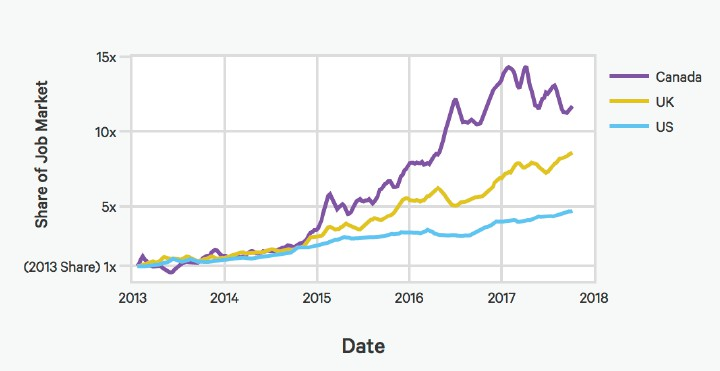 Share of Job Market
15x
10x
5x
(2013 Share) 1x
2013 2014 2015 2016 2017 2018
Date
Canada
UK
US